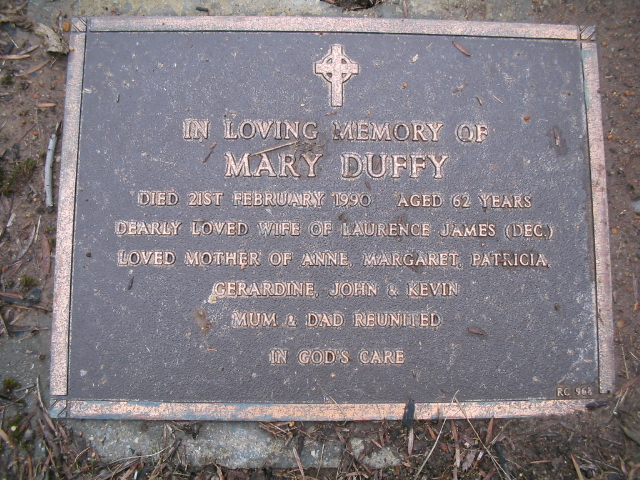 IN LOVING MEMORY OF
MARY DUFFY
DIED 21ST FEBRUARY 1990 AGED 62 YEARS
DEARLY LOVED WIFE OF LAURENCE JAMES (DEC.)
LOVED MOTHER OF ANNE, MARGARET, PATRICIA,
GERARDINE, JOHN & KEVIN
MUM & DAD REUNITED
IN GOD'S CARE
RC 968